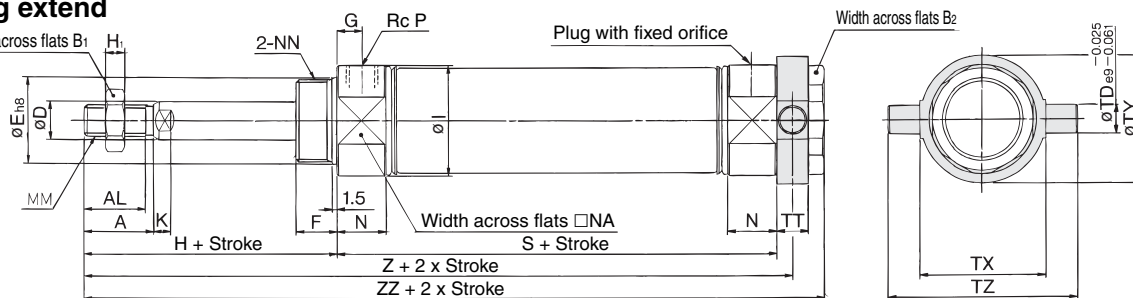 g extend
across flats B1
H1
2-NN
G
Rc P
Plug with fixed orifice
Width across flats B2
øEh8
øD
øI
øTDe9 -0.025 -0.061
øTY
MM
AL
1.5
A
K
F
N
Width across flats □NA
N
TT
H + Stroke
S + Stroke
Z + 2 x Stroke
ZZ + 2 x Stroke
TX
TZ